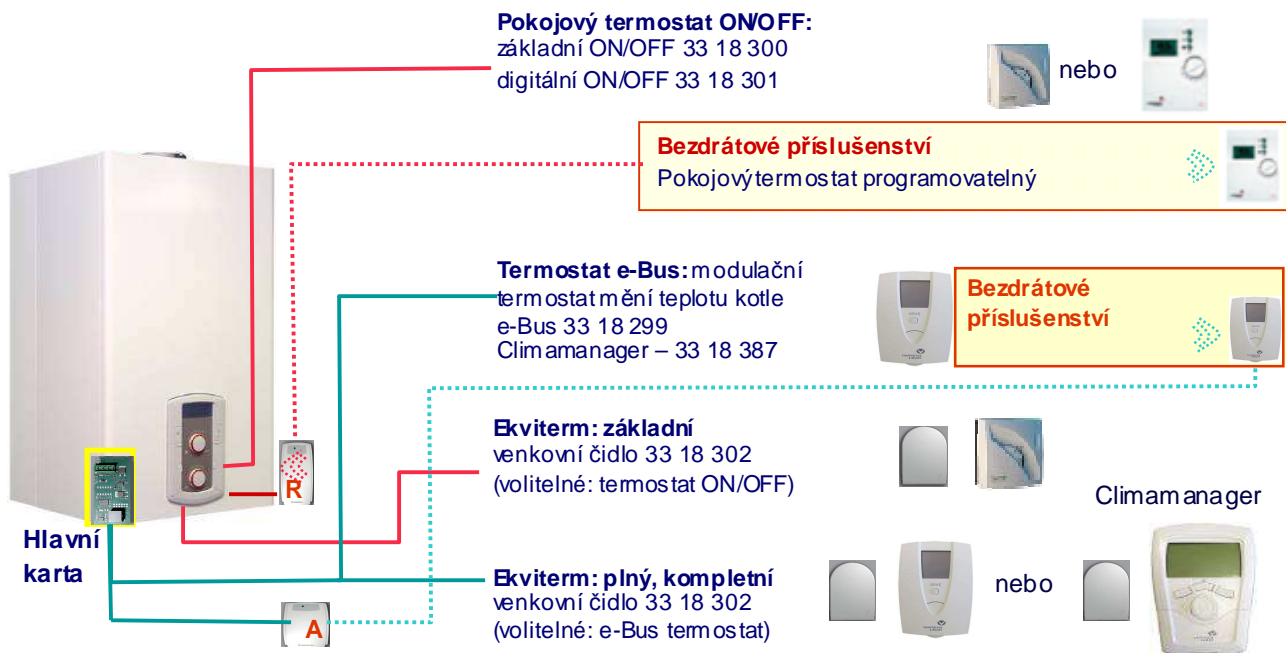 Pokojový termostat ON/OFF:
základní ON/OFF 33 18 300
digitální ON/OFF 33 18 301
nebo
Bezdrátové příslušenství
Pokojový termostat programovatelný
Termostat e-Bus: modulační
termostat mění teplotu kotle
e-Bus 33 18 299
Climamanager – 33 18 387
Bezdrátové
příslušenství
Ekviterm: základní
venkovní čidlo 33 18 302
(volitelné: termostat ON/OFF)
R
Climamanager
Hlavní
karta
Ekviterm: plný, kompletní
venkovní čidlo 33 18 302
(volitelné: e-Bus termostat)
nebo
A